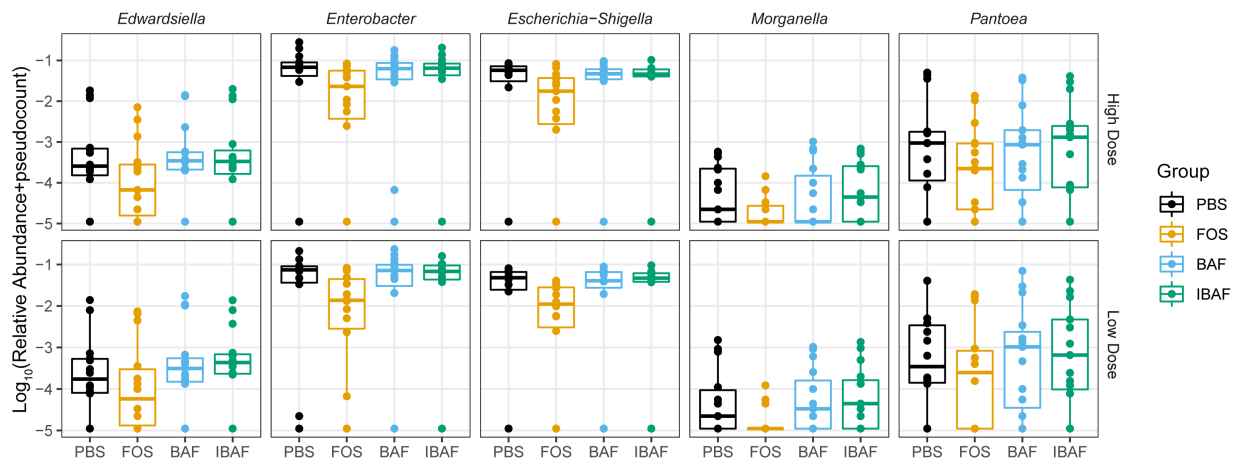 Edwardsiella Enterobacter Escherichia−Shigella Morganella Pantoea
Log10(Relative Abundance+pseudocount)
−1
−2
−3
−4
−5
High Dose
−1
−2
−3
−4
−5
Low Dose
PBS FOS BAF IBAF PBS FOS BAF IBAF PBS FOS BAF IBAF PBS FOS BAF IBAF PBS FOS BAF IBAF
Group
PBS
FOS
BAF
IBAF